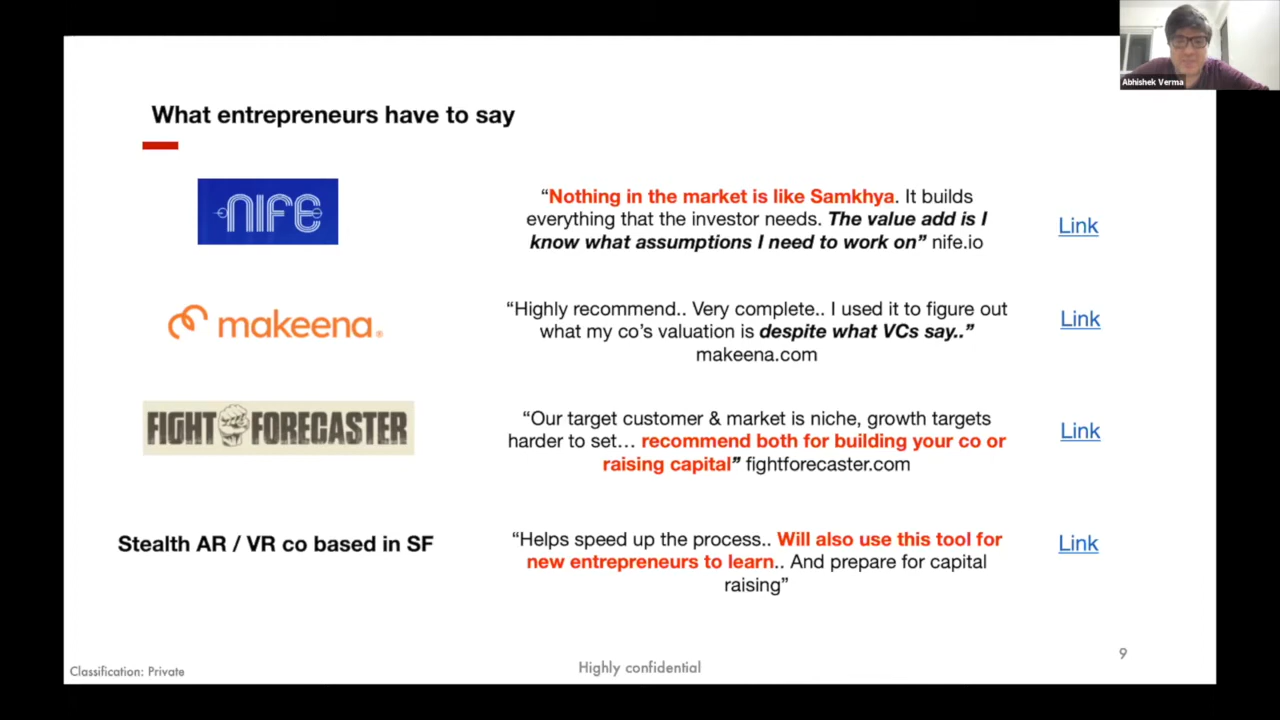 Abhishek Verma
What entrepreneurs have to say
NIFE
“Nothing in the market is like Samkhya. It builds
everything that the investor needs. The value add is I
know what assumptions I need to work on” nife.io
Link
makeena®
“Highly recommend.. Very complete.. I used it to figure out
what my co’s valuation is despite what VCs say..”
makeena.com
Link
FIGHT FORECASTER
“Our target customer & market is niche, growth targets
harder to set… recommend both for building your co or
raising capital” fightforecaster.com
Link
Stealth AR / VR co based in SF
“Helps speed up the process.. Will also use this tool for
new entrepreneurs to learn.. And prepare for capital
raising”
Link
Classification: Private
Highly confidential
9